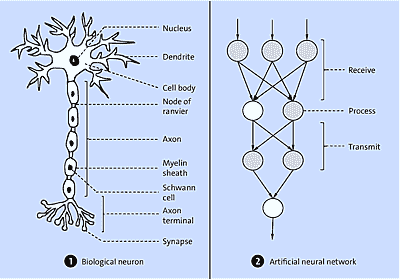 Nucleus
Dendrite
Cell body
Node of
ranvier
Axon
Myelin
sheath
Schwann
cell
Axon
terminal
Synapse
1 Biological neuron
Receive
Process
Transmit
2 Artificial neural network